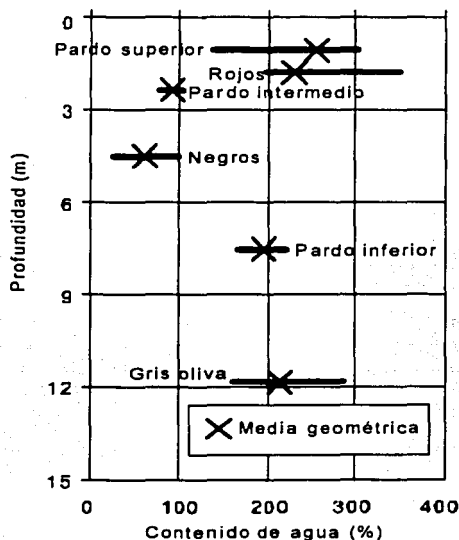 0
Pardo superior
Rojos
Pardo intermedio
3
Negros
6
Pardo inferior
9
Gris oliva
12
Media geométrica
15
0 100 200 300 400
Contenido de agua (%)
Profundidad (m)